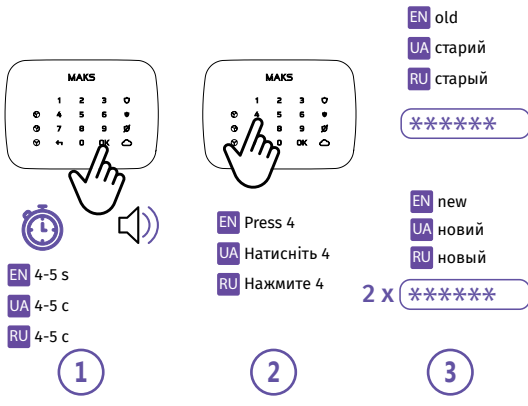 MAKS
1 2 3
4 5 6
7 8 9
0 OK
EN 4-5 s
UA 4-5 с
RU 4-5 с
1
MAKS
1 2 3
4 5 6
8 9
0 OK
EN Press 4
UA Натисніть 4
RU Нажмите 4
2
EN old
UA старий
RU старый
******
EN new
UA новий
RU новый
2 x ******
3